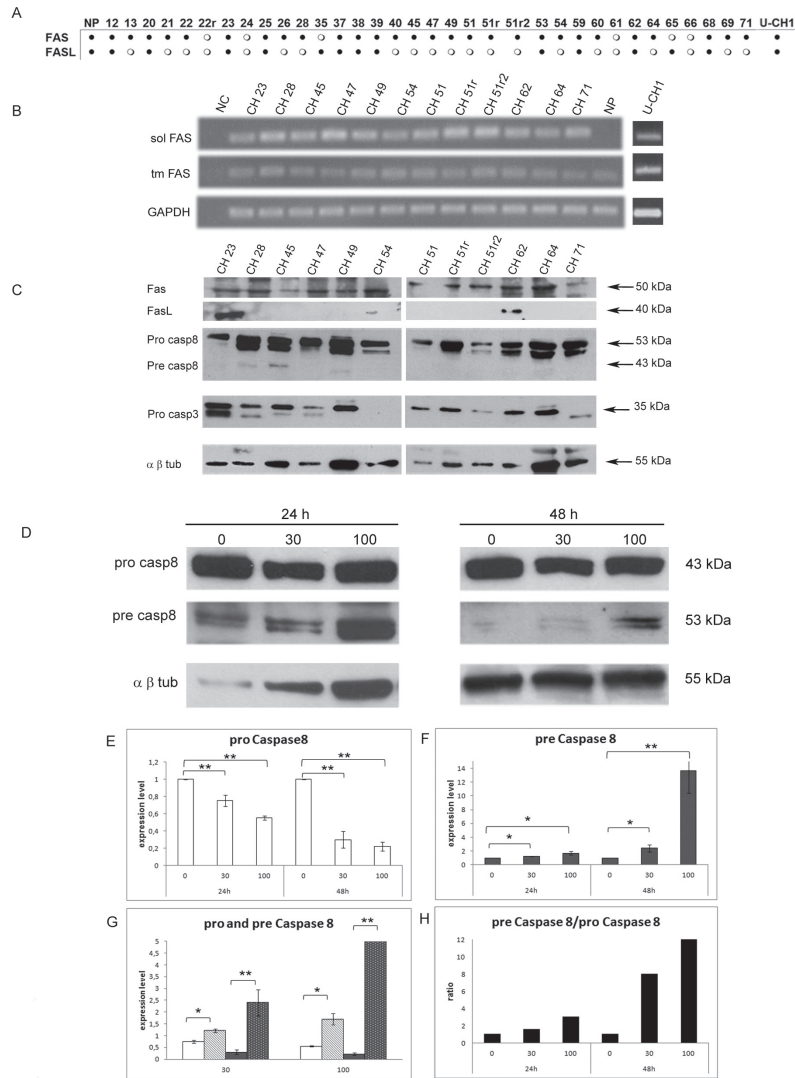 A
NP 12 13 20 21 22 22r 23 24 25 26 28 35 37 38 39 40 45 47 49 51 51r 51r2 53 54 59 60 61 62 64 65 66 68 69 71 U-CH1
FAS
FASL
B
NC CH 23 CH 28 CH 45 CH 47 CH 49 CH 54 CH 51 CH 51r CH 51r2 CH 62 CH 64 CH 71 NP U-CH1
sol FAS
tm FAS
GAPDH
C
CH 23 CH 28 CH 45 CH 47 CH 49 CH 54 CH 51 CH 51r CH 51r2 CH 62 CH 64 CH 71
Fas 50 kDa
FasL 40 kDa
Pro casp8 53 kDa
Pre casp8 43 kDa
Pro casp3 35 kDa
α β tub 55 kDa
D
24 h 48 h
0 30 100 0 30 100
pro casp8 43 kDa
pre casp8 53 kDa
α β tub 55 kDa
E
pro Caspase8
expression level
1,2
1
0,8
0,6
0,4
0,2
0
** ** ** **
0 30 100 0 30 100
24h 48h
F
pre Caspase 8
expression level
14
12
10
8
6
4
2
0
* * * **
0 30 100 0 30 100
24h 48h
G
pro and pre Caspase 8
expression level
5
4,5
4
3,5
3
2,5
2
1,5
1
0,5
0
* ** * **
30 100
H
pre Caspase 8/pro Caspase 8
ratio
12
10
8
6
4
2
0
0 30 100 0 30 100
24h 48h